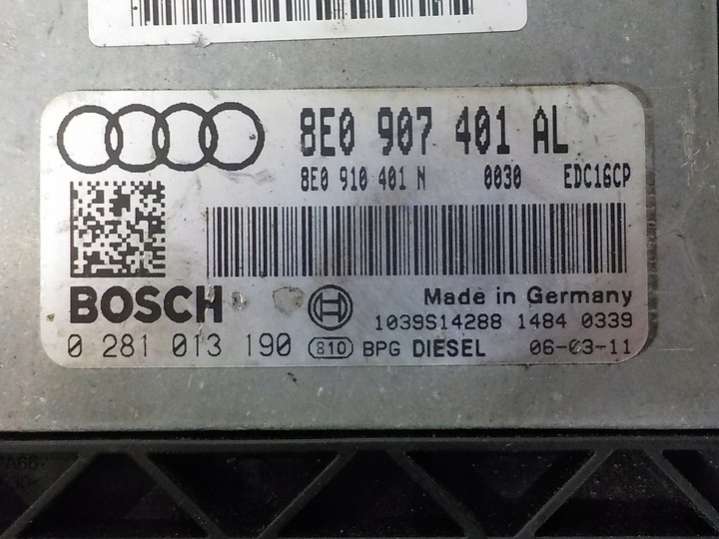 8E0 907 401 AL
8E0 910 401 N 0030 EDC16CP
BOSCH
Made in Germany
1039S14288 1484 0339
0 281 013 190 810 BPG DIESEL 06-03-11